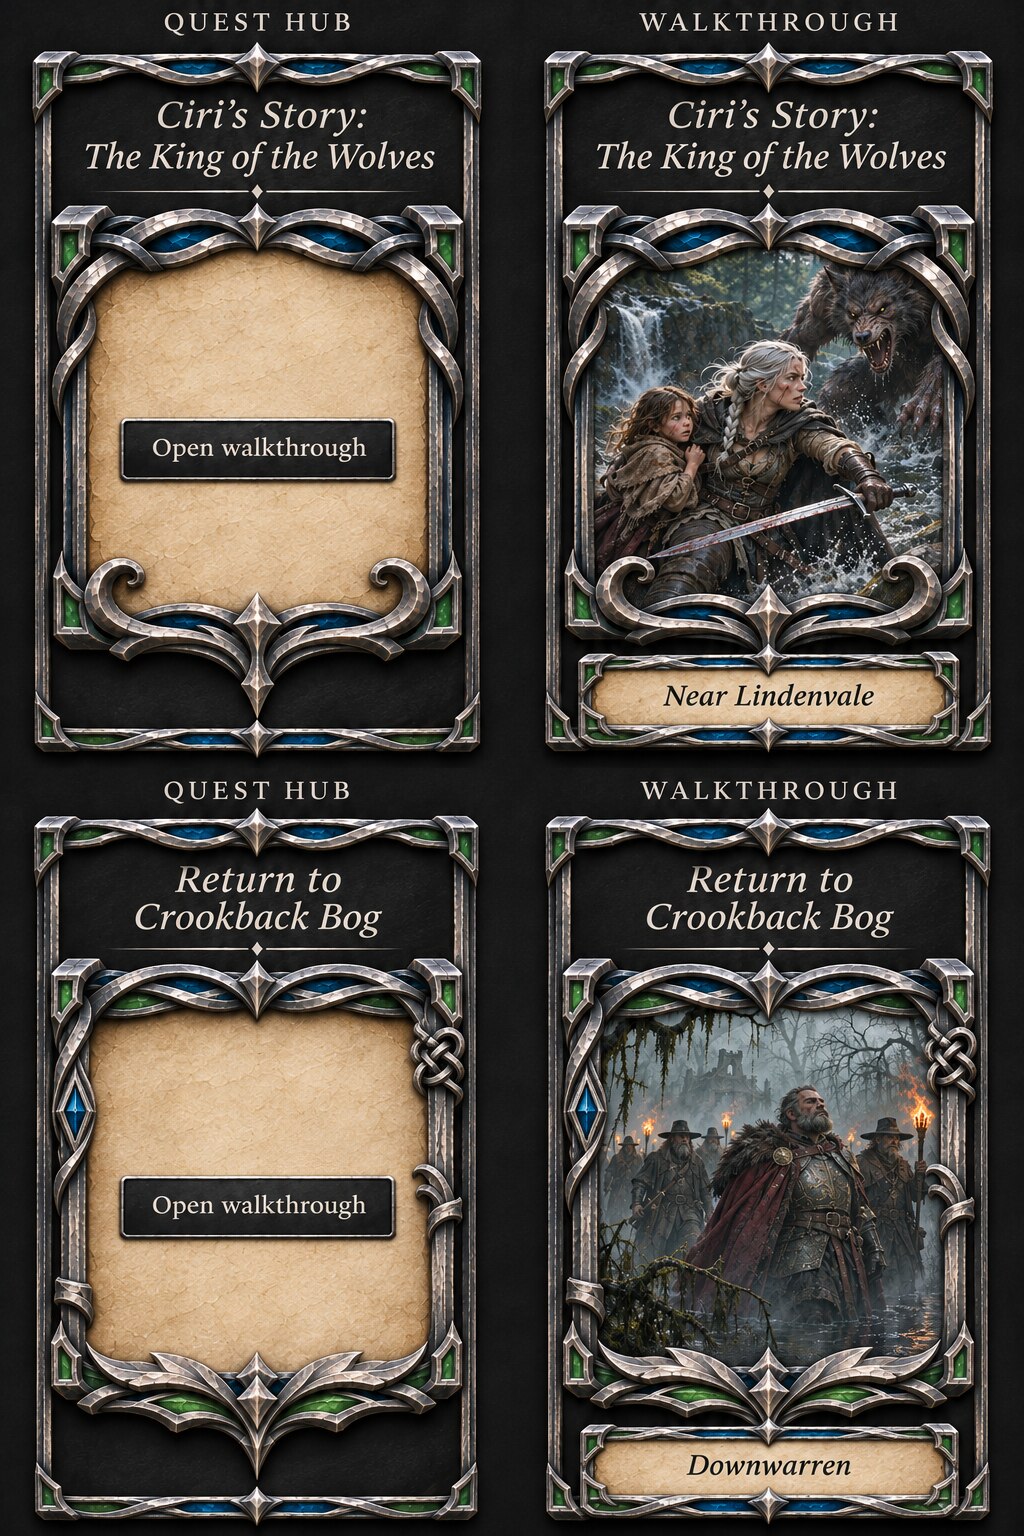 QUEST HUB
Ciri's Story:
The King of the Wolves
Open walkthrough
WALKTHROUGH
Ciri's Story:
The King of the Wolves
Near Lindenvale
QUEST HUB
Return to
Crookback Bog
Open walkthrough
WALKTHROUGH
Return to
Crookback Bog
Downwarren